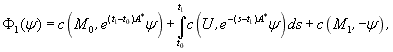 Φ₁(ψ) = c(M₀, e^{(t₁−t₀)A*}ψ) + ∫_{t₀}^{t₁} c(U, e^{−(s−t₁)A*}ψ)ds + c(M₁, −ψ),